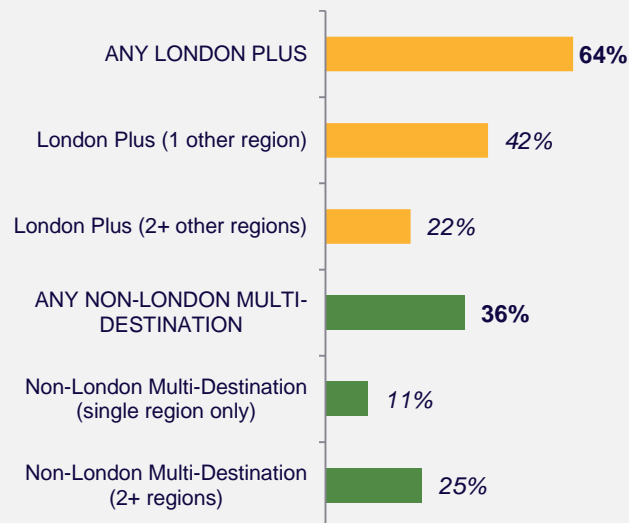 ANY LONDON PLUS
64%
London Plus (1 other region)
42%
London Plus (2+ other regions)
22%
ANY NON-LONDON MULTI-
DESTINATION
36%
Non-London Multi-Destination
(single region only)
11%
Non-London Multi-Destination
(2+ regions)
25%